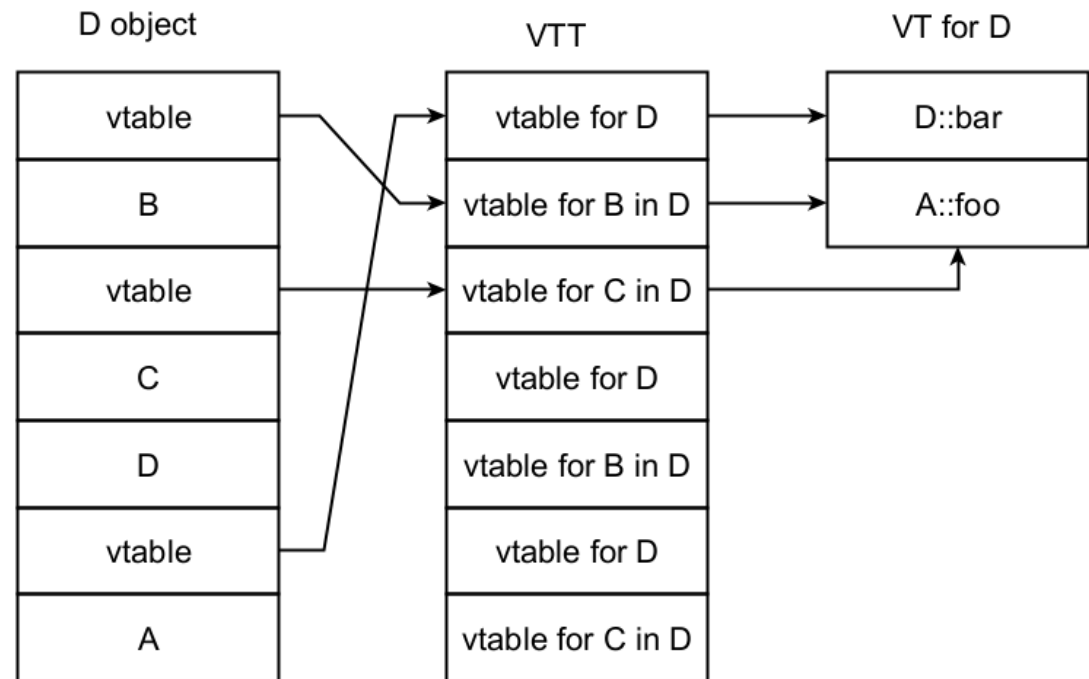 D object
vtable
B
vtable
C
D
vtable
A
VTT
vtable for D
vtable for B in D
vtable for C in D
vtable for D
vtable for B in D
vtable for D
vtable for C in D
VT for D
D::bar
A::foo